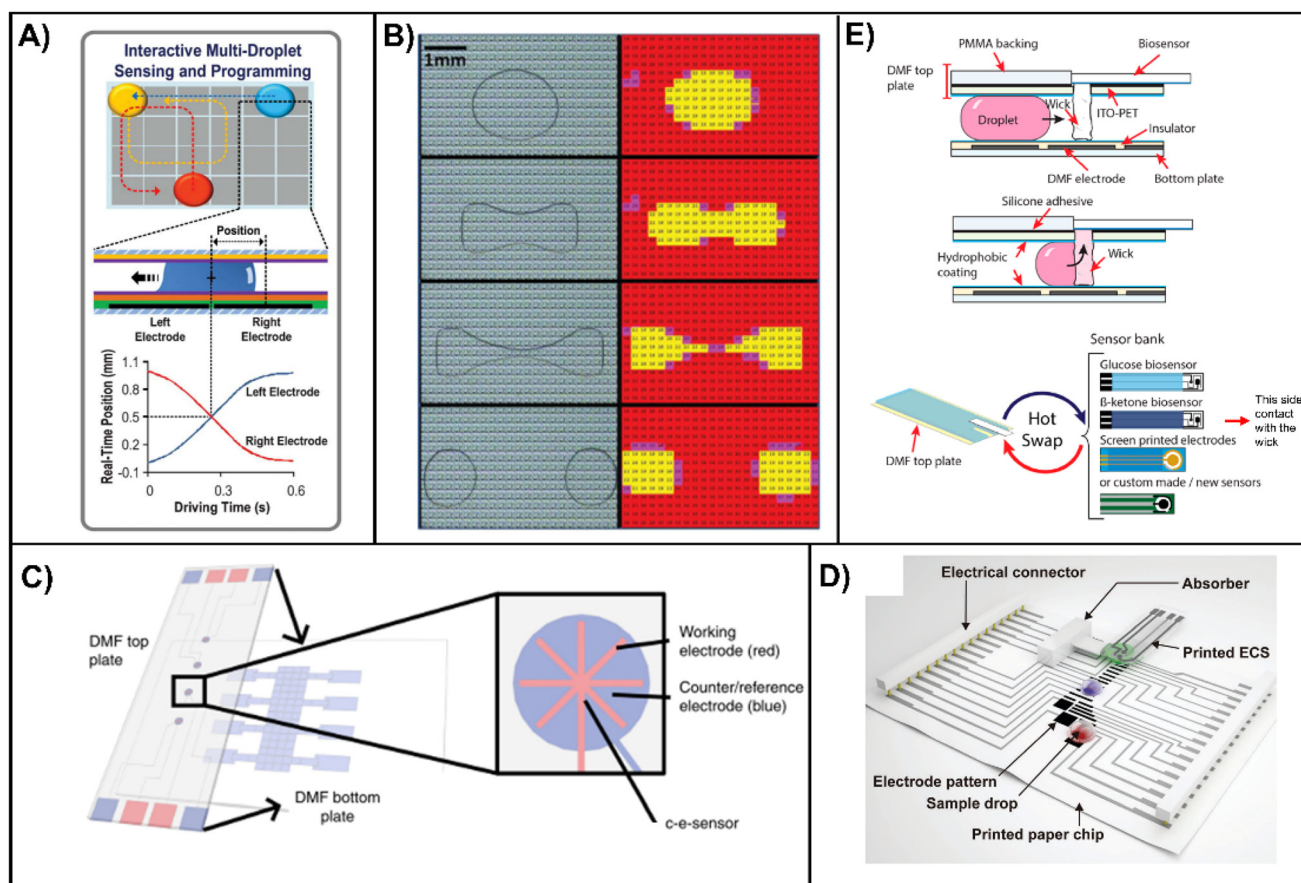 A)
Interactive Multi-Droplet
Sensing and Programming
Position
Left
Electrode
Right
Electrode
Real-Time Position (mm)
1.1
0.8
0.5
0.2
-0.1
Left Electrode
Right Electrode
0
0.3
0.6
Driving Time (s)
B)
1mm
E)
PMMA backing
Biosensor
DMF top
plate
Wick
Droplet
ITO-PET
Insulator
DMF electrode
Bottom plate
Silicone adhesive
Hydrophobic
coating
Wick
Sensor bank
Glucose biosensor
ß-ketone biosensor
Screen printed electrodes
or custom made / new sensors
Hot
Swap
DMF top plate
This side
contact
with the
wick
C)
DMF top
plate
DMF bottom
plate
Working
electrode (red)
Counter/reference
electrode (blue)
c-e-sensor
D)
Electrical connector
Absorber
Printed ECS
Electrode pattern
Sample drop
Printed paper chip